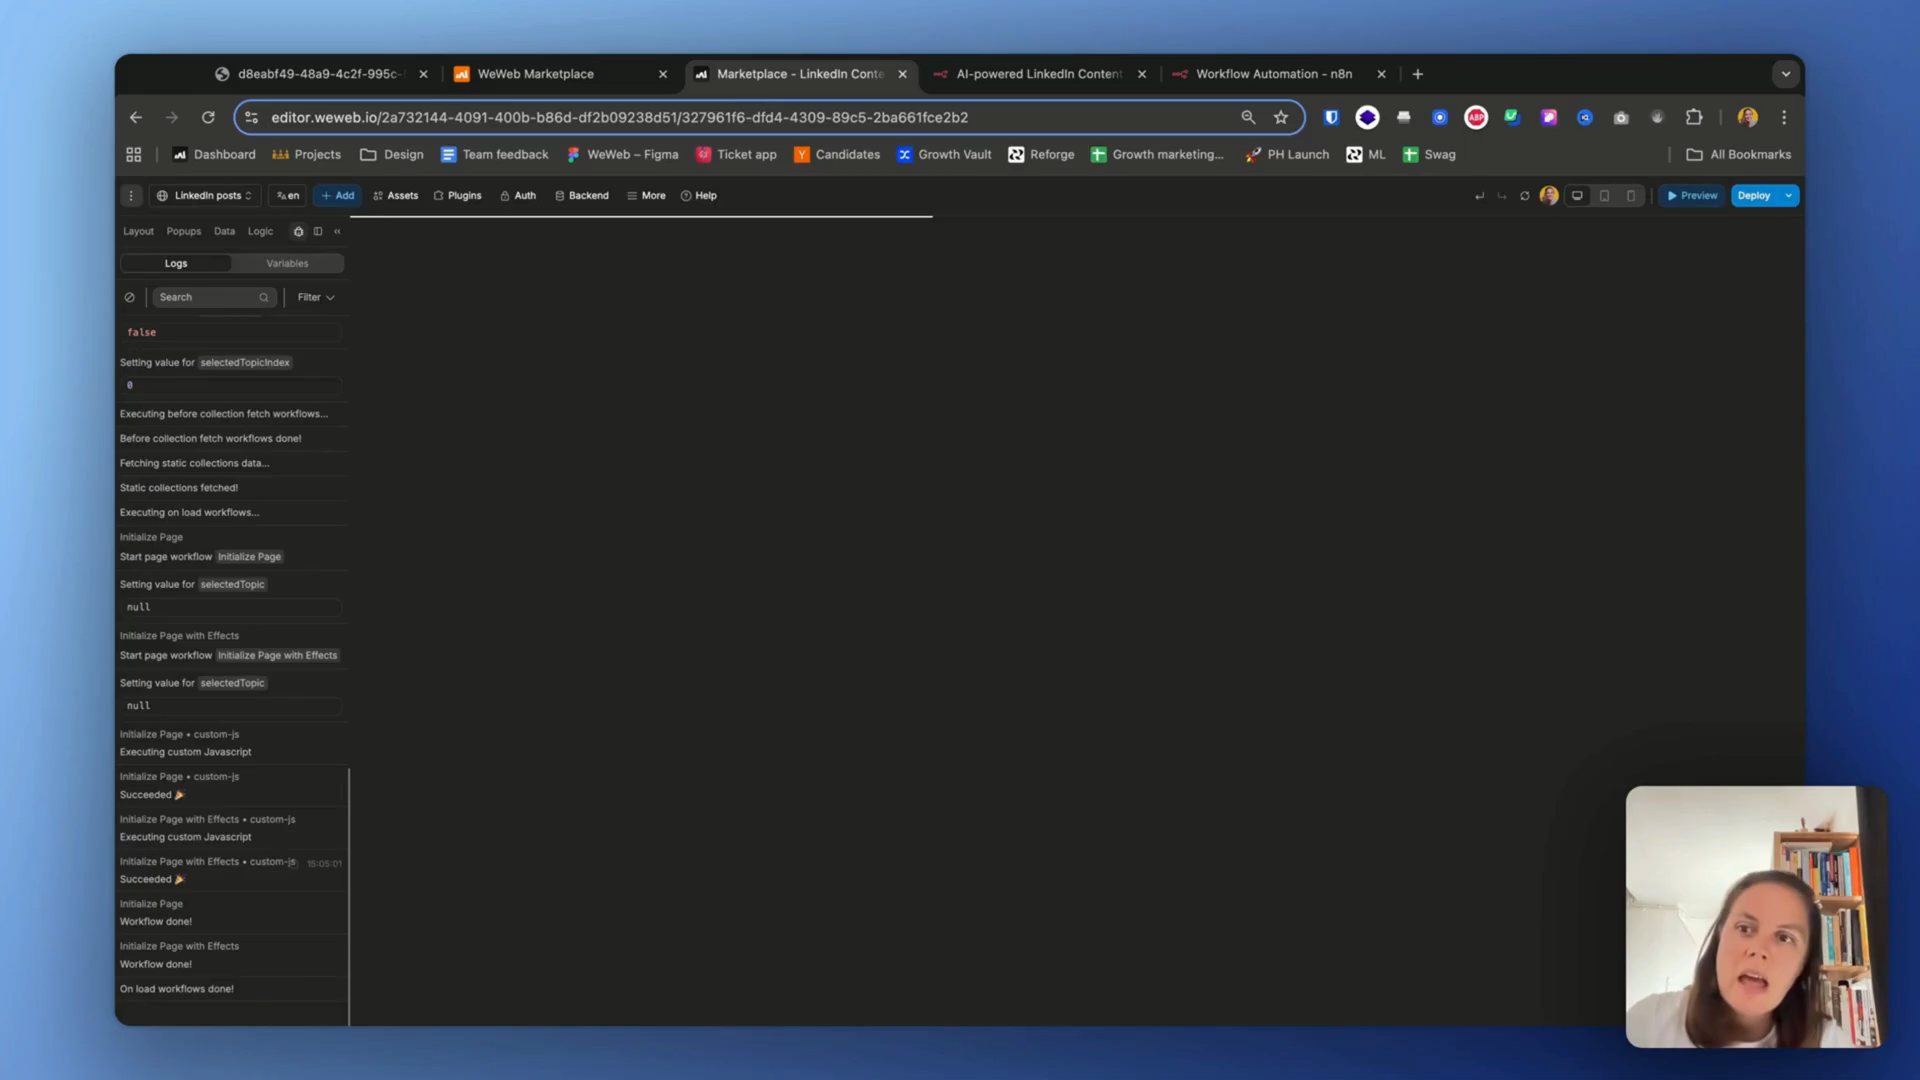 d8eabf49-48a9-4c2f-995c-
WeWeb Marketplace
Marketplace - LinkedIn Conte
AI-powered LinkedIn Content
Workflow Automation - n8n
editor.weweb.io/2a732144-4091-400b-b86d-df2b09238d51/327961f6-dfd4-4309-89c5-2ba661fce2b2
ABP
Dashboard
Projects
Design
Team feedback
WeWeb – Figma
Ticket app
Candidates
Growth Vault
Reforge
Growth marketing...
PH Launch
ML
Swag
All Bookmarks
LinkedIn posts
en
+ Add
Assets
Plugins
Auth
Backend
More
Help
Preview
Deploy
Layout
Popups
Data
Logic
Logs
Variables
Search
Filter
false
Setting value for selectedTopicIndex
0
Executing before collection fetch workflows...
Before collection fetch workflows done!
Fetching static collections data...
Static collections fetched!
Executing on load workflows...
Initialize Page
Start page workflow Initialize Page
Setting value for selectedTopic
null
Initialize Page with Effects
Start page workflow Initialize Page with Effects
Setting value for selectedTopic
null
Initialize Page • custom-js
Executing custom Javascript
Initialize Page • custom-js
Succeeded 🎉
Initialize Page with Effects • custom-js
Executing custom Javascript
Initialize Page with Effects • custom-js 15:05:01
Succeeded 🎉
Initialize Page
Workflow done!
Initialize Page with Effects
Workflow done!
On load workflows done!